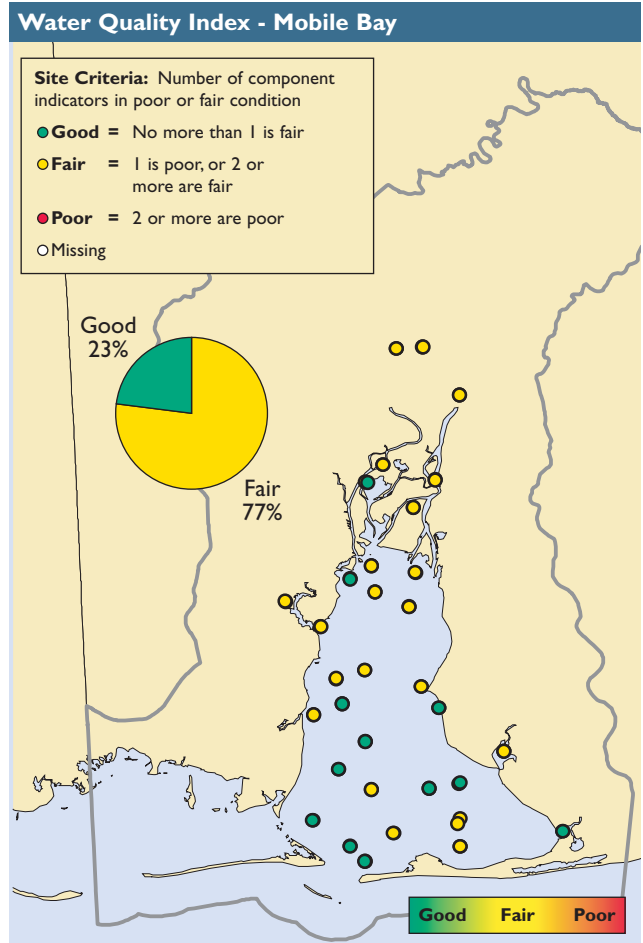 Water Quality Index - Mobile Bay
Site Criteria: Number of component
indicators in poor or fair condition
Good = No more than 1 is fair
Fair = 1 is poor, or 2 or
more are fair
Poor = 2 or more are poor
Missing
Good
23%
Fair
77%
Good Fair Poor